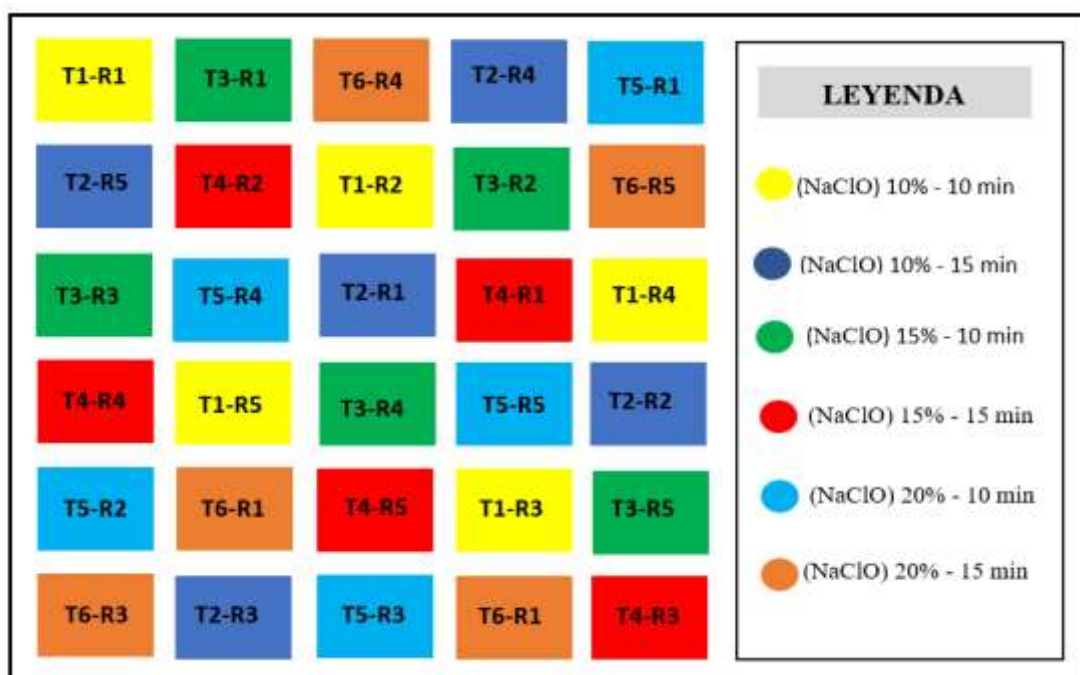 T1-R1 T3-R1 T6-R4 T2-R4 T5-R1
T2-R5 T4-R2 T1-R2 T3-R2 T6-R5
T3-R3 T5-R4 T2-R1 T4-R1 T1-R4
T4-R4 T1-R5 T3-R4 T5-R5 T2-R2
T5-R2 T6-R1 T4-R5 T1-R3 T3-R5
T6-R3 T2-R3 T5-R3 T6-R1 T4-R3
LEYENDA
(NaClO) 10% - 10 min
(NaClO) 10% - 15 min
(NaClO) 15% - 10 min
(NaClO) 15% - 15 min
(NaClO) 20% - 10 min
(NaClO) 20% - 15 min